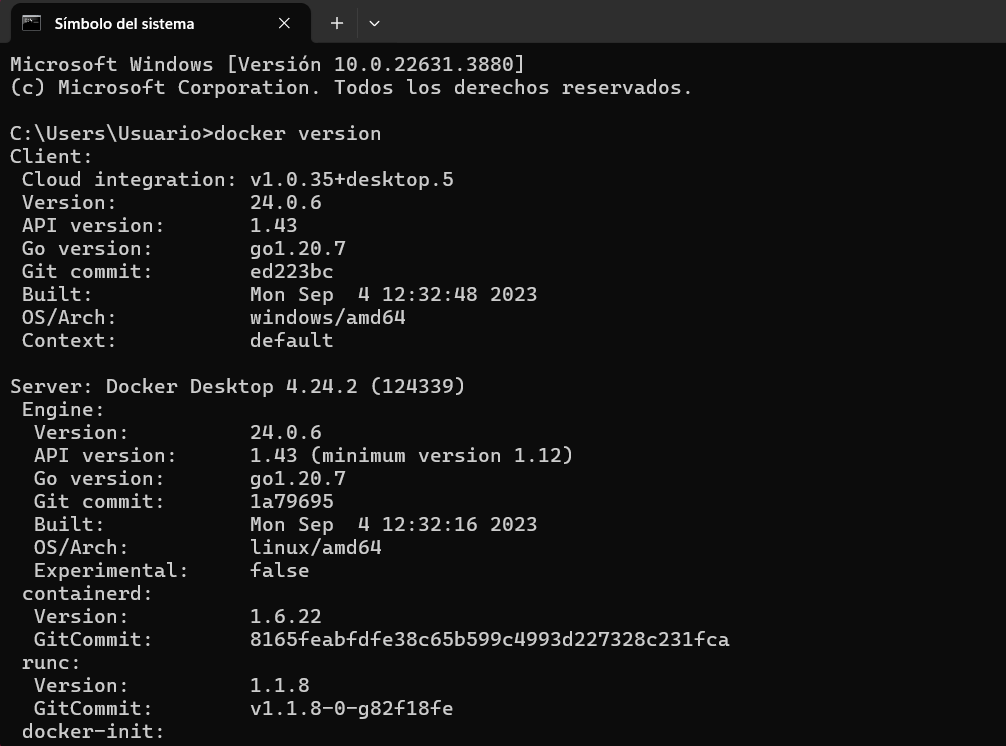 Símbolo del sistema
Microsoft Windows [Versión 10.0.22631.3880]
(c) Microsoft Corporation. Todos los derechos reservados.
C:\Users\Usuario>docker version
Client:
 Cloud integration: v1.0.35+desktop.5
 Version:           24.0.6
 API version:       1.43
 Go version:        go1.20.7
 Git commit:        ed223bc
 Built:             Mon Sep  4 12:32:48 2023
 OS/Arch:           windows/amd64
 Context:           default
Server: Docker Desktop 4.24.2 (124339)
 Engine:
  Version:          24.0.6
  API version:      1.43 (minimum version 1.12)
  Go version:       go1.20.7
  Git commit:       1a79695
  Built:            Mon Sep  4 12:32:16 2023
  OS/Arch:          linux/amd64
  Experimental:     false
 containerd:
  Version:          1.6.22
  GitCommit:        8165feabfdfe38c65b599c4993d227328c231fca
 runc:
  Version:          1.1.8
  GitCommit:        v1.1.8-0-g82f18fe
 docker-init: